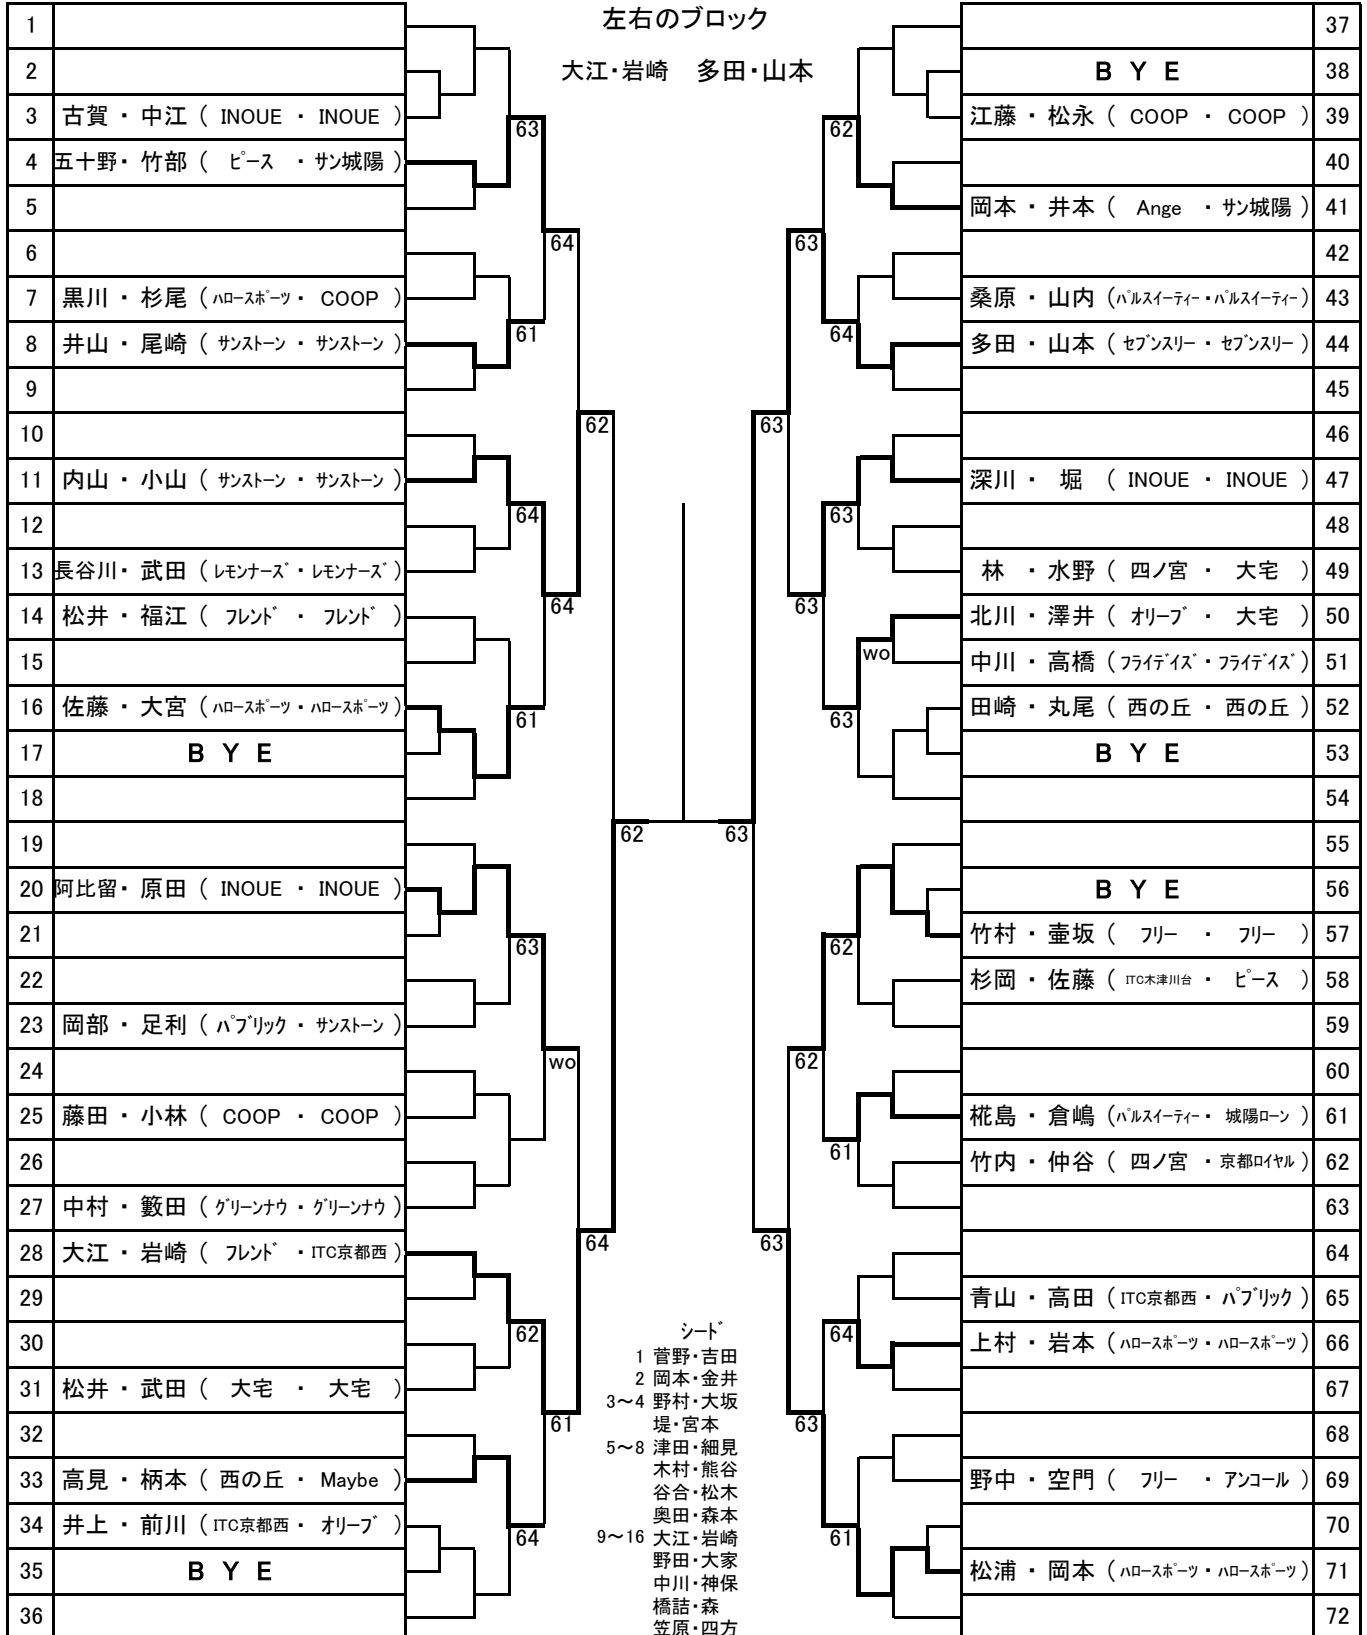 左右のブロック
大江・岩崎　多田・山本
1
2
3 古賀 ・ 中江 ( INOUE ・ INOUE )
4 五十野・ 竹部 ( ﾋﾟｰｽ ・ サン城陽 )
5
6
7 黒川 ・ 杉尾 ( ﾊﾛｰｽﾎﾟｰﾂ ・ COOP )
8 井山 ・ 尾崎 ( ｻﾝｽﾄｰﾝ ・ ｻﾝｽﾄｰﾝ )
9
10
11 内山 ・ 小山 ( ｻﾝｽﾄｰﾝ ・ ｻﾝｽﾄｰﾝ )
12
13 長谷川・ 武田 ( ﾚﾓﾝﾅｰｽﾞ ・ ﾚﾓﾝﾅｰｽﾞ )
14 松井 ・ 福江 ( ﾌﾚﾝﾄﾞ ・ ﾌﾚﾝﾄﾞ )
15
16 佐藤 ・ 大宮 ( ﾊﾛｰｽﾎﾟｰﾂ ・ ﾊﾛｰｽﾎﾟｰﾂ )
17 B Y E
18
19
20 阿比留・ 原田 ( INOUE ・ INOUE )
21
22
23 岡部 ・ 足利 ( ﾊﾟﾌﾞﾘｯｸ ・ ｻﾝｽﾄｰﾝ )
24
25 藤田 ・ 小林 ( COOP ・ COOP )
26
27 中村 ・ 籔田 ( ｸﾞﾘｰﾝﾅｳ ・ ｸﾞﾘｰﾝﾅｳ )
28 大江 ・ 岩崎 ( ﾌﾚﾝﾄﾞ ・ ITC京都西 )
29
30
31 松井 ・ 武田 ( 大宅 ・ 大宅 )
32
33 高見 ・ 柄本 ( 西の丘 ・ Maybe )
34 井上 ・ 前川 ( ITC京都西 ・ ｵﾘｰﾌﾞ )
35 B Y E
36
63
64
61
62
64
64
61
62
63
wo
64
62
61
64
シード
1 菅野・吉田
2 岡本・金井
3～4 野村・大坂
堤・宮本
5～8 津田・細見
木村・熊谷
谷合・松木
奥田・森本
9～16 大江・岩崎
野田・大家
中川・神保
橋詰・森
笠原・四方
62
63
64
63
63
63
wo
63
63
62
62
61
63
64
63
61
37
B Y E 38
江藤 ・ 松永 ( COOP ・ COOP ) 39
40
岡本 ・ 井本 ( Ange ・ サン城陽 ) 41
42
桑原 ・ 山内 ( ﾊﾟﾙｽｲｰﾃｨｰ ・ ﾊﾟﾙｽｲｰﾃｨｰ ) 43
多田 ・ 山本 ( ｾﾌﾞﾝｽﾘｰ ・ ｾﾌﾞﾝｽﾘｰ ) 44
45
46
深川 ・ 堀 ( INOUE ・ INOUE ) 47
48
林 ・ 水野 ( 四ノ宮 ・ 大宅 ) 49
北川 ・ 澤井 ( ｵﾘｰﾌﾞ ・ 大宅 ) 50
中川 ・ 高橋 ( ﾌﾗｲﾃﾞｲｽﾞ ・ ﾌﾗｲﾃﾞｲｽﾞ ) 51
田崎 ・ 丸尾 ( 西の丘 ・ 西の丘 ) 52
B Y E 53
54
55
B Y E 56
竹村 ・ 壷坂 ( ﾌﾘｰ ・ ﾌﾘｰ ) 57
杉岡 ・ 佐藤 ( ITC木津川台 ・ ﾋﾟｰｽ ) 58
59
60
椛島 ・ 倉嶋 ( ﾊﾟﾙｽｲｰﾃｨｰ ・ 城陽ﾛｰﾝ ) 61
竹内 ・ 仲谷 ( 四ノ宮 ・ 京都ﾛｲﾔﾙ ) 62
63
64
青山 ・ 高田 ( ITC京都西 ・ ﾊﾟﾌﾞﾘｯｸ ) 65
上村 ・ 岩本 ( ﾊﾛｰｽﾎﾟｰﾂ ・ ﾊﾛｰｽﾎﾟｰﾂ ) 66
67
68
野中 ・ 空門 ( ﾌﾘｰ ・ ｱﾝｺｰﾙ ) 69
70
松浦 ・ 岡本 ( ﾊﾛｰｽﾎﾟｰﾂ ・ ﾊﾛｰｽﾎﾟｰﾂ ) 71
72